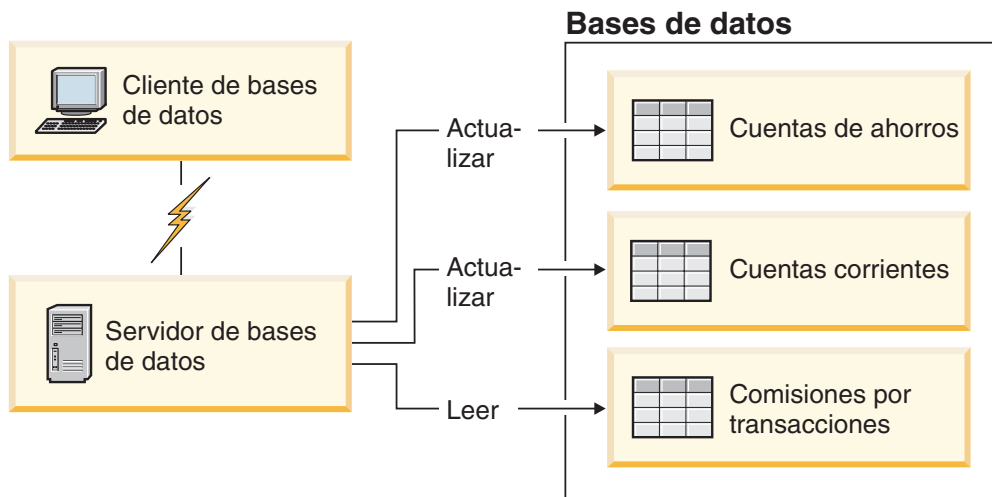 Bases de datos
Cliente de bases
de datos
Actua-
lizar
Cuentas de ahorros
Actua-
lizar
Cuentas corrientes
Servidor de bases
de datos
Leer
Comisiones por
transacciones